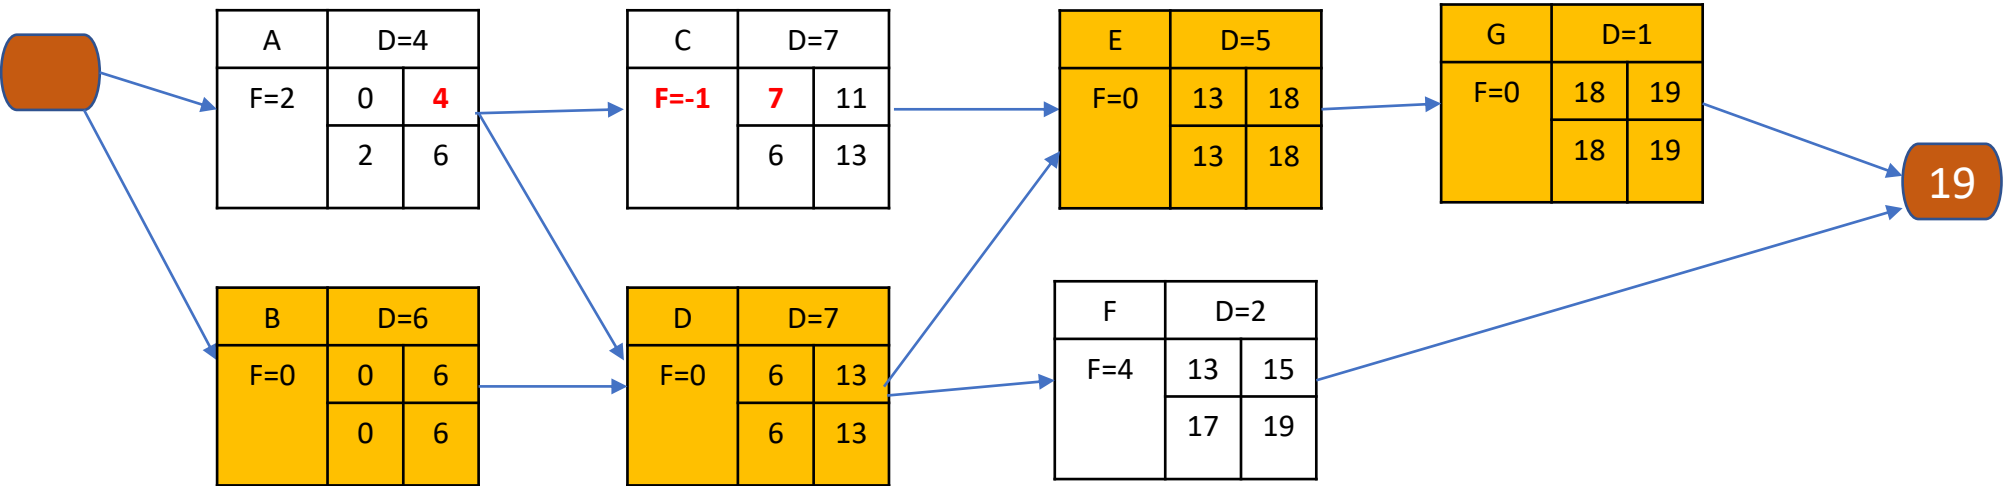 A D=4
F=2 0 4
2 6
C D=7
F=-1 7 11
6 13
E D=5
F=0 13 18
13 18
G D=1
F=0 18 19
18 19
19
B D=6
F=0 0 6
0 6
D D=7
F=0 6 13
6 13
F D=2
F=4 13 15
17 19